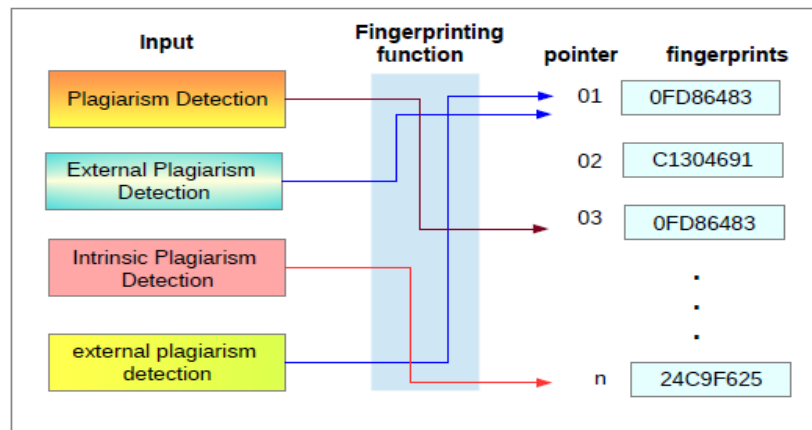 Input
Fingerprinting
function
pointer
fingerprints
Plagiarism Detection
01
0FD86483
External Plagiarism
Detection
02
C1304691
03
0FD86483
Intrinsic Plagiarism
Detection
.
.
.
external plagiarism
detection
n
24C9F625